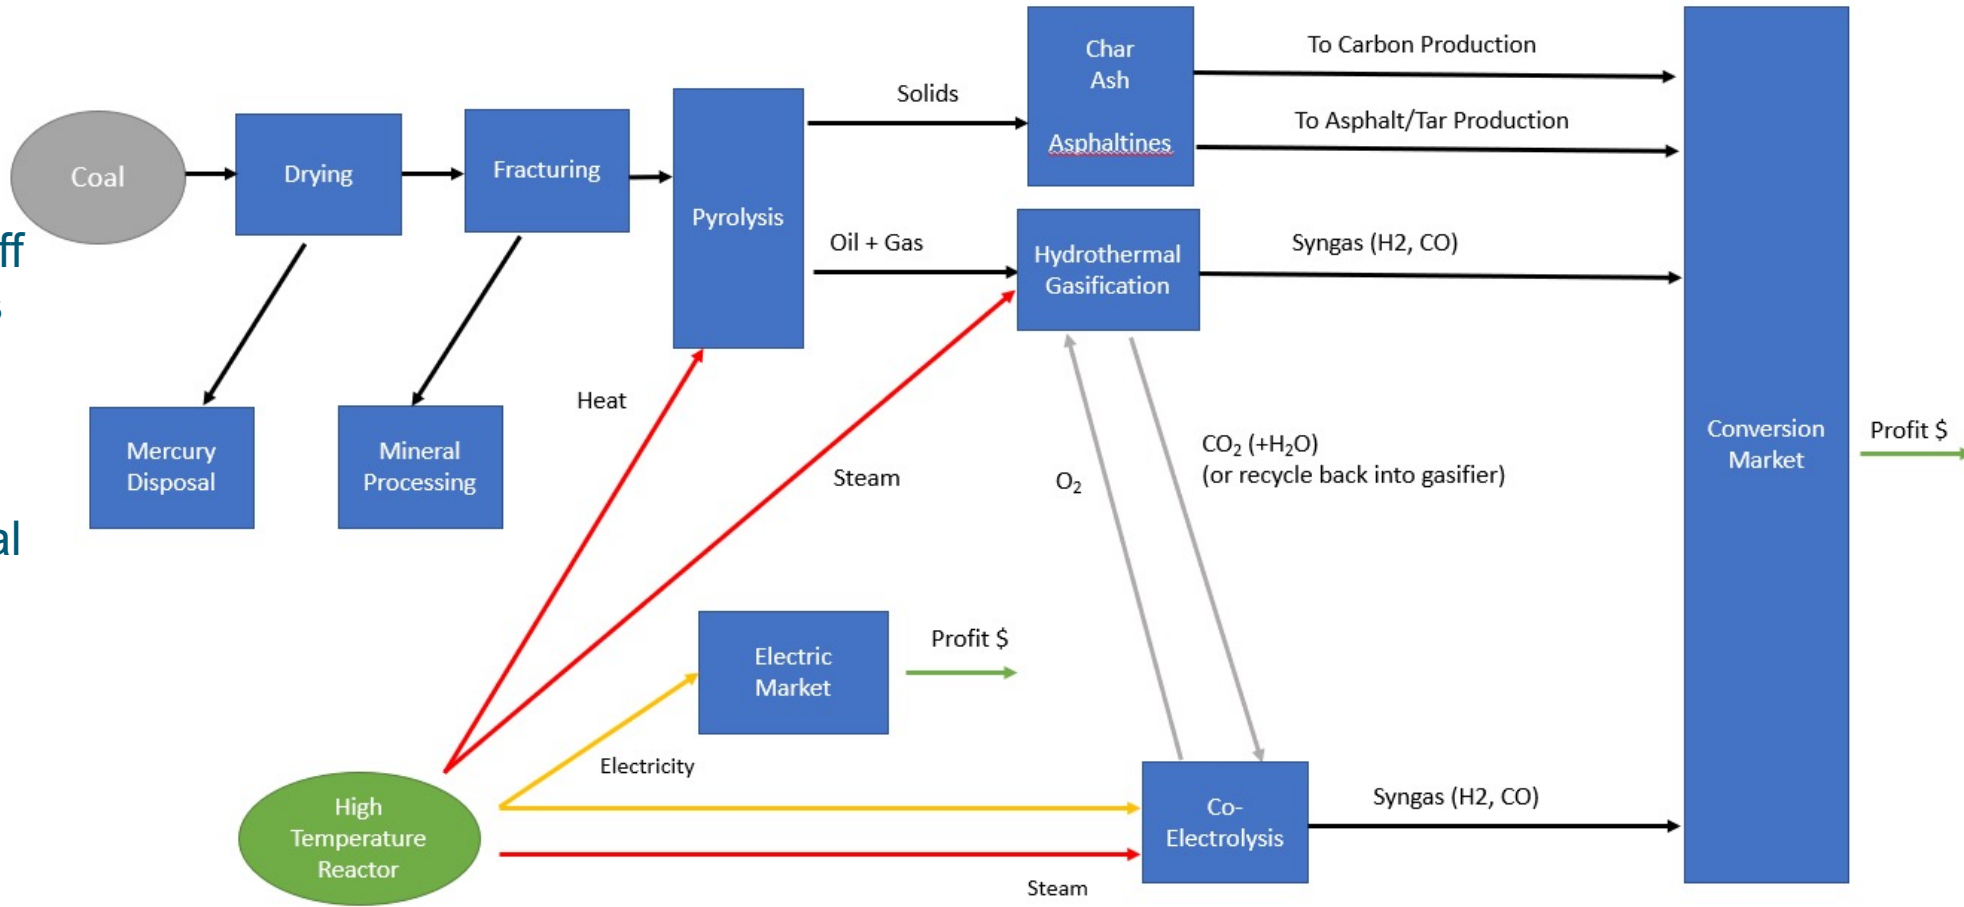 Char
Ash
Asphaltines
To Carbon Production
To Asphalt/Tar Production
Solids
Coal
Drying
Fracturing
Pyrolysis
Oil + Gas
Hydrothermal
Gasification
Syngas (H2, CO)
ff
s
Heat
Mercury
Disposal
Mineral
Processing
Steam
O₂
CO₂ (+H₂O)
(or recycle back into gasifier)
Conversion
Market
Profit $
al
Electric
Market
Profit $
Electricity
High
Temperature
Reactor
Co-
Electrolysis
Syngas (H2, CO)
Steam